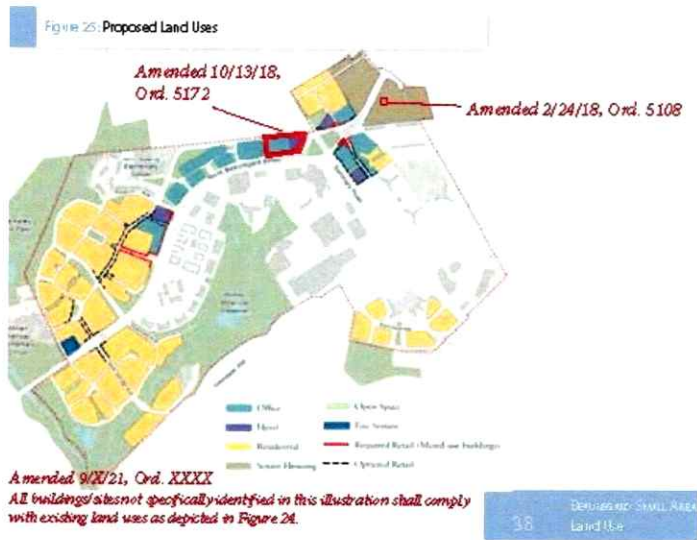 Figure 25: Proposed Land Uses
Amended 10/13/18,
Ord. 5172
Amended 2/24/18, Ord. 5108
Office
Hotel
Residential
Senior Housing
Open Space
Fire Station
Required Retail (Mixed use buildings)
Optional Retail
Amended 9/X/21, Ord. XXXX
All buildings/sites not specifically identified in this illustration shall comply
with existing land uses as depicted in Figure 24.
38
Land Use